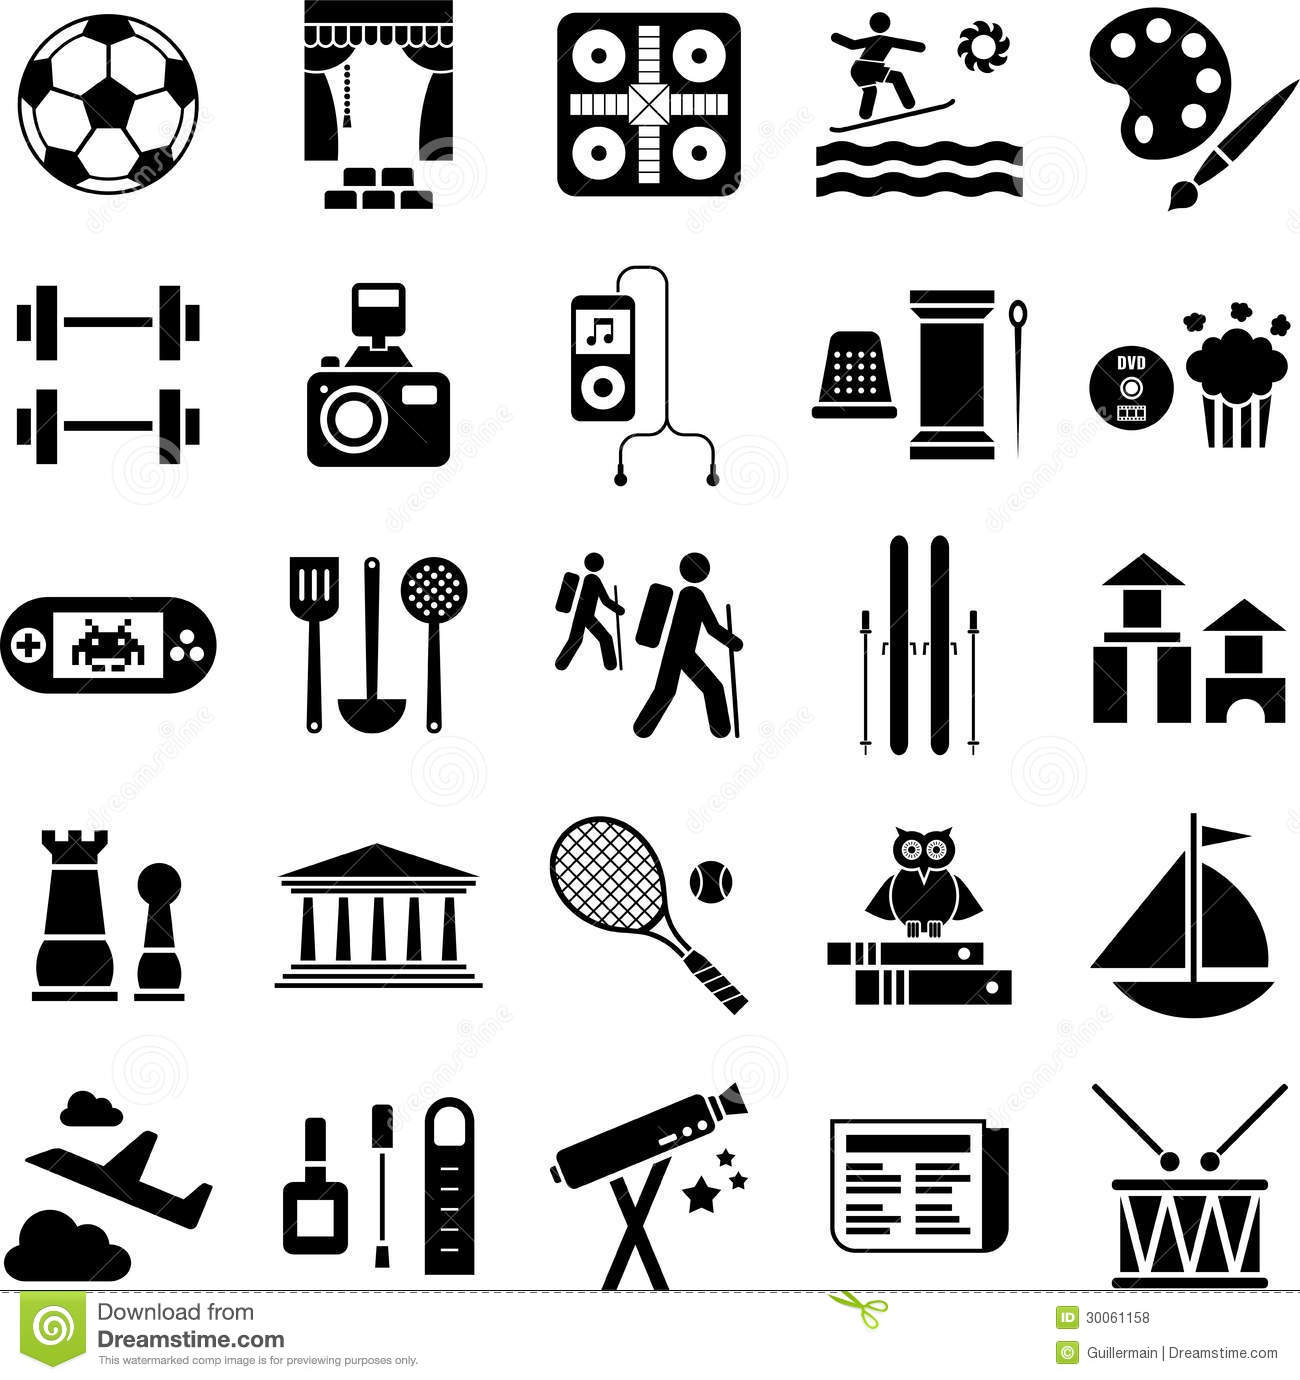 DVD
Download from
Dreamstime.com
This watermarked comp image is for previewing purposes only.
ID 30061158
© Guillermain | Dreamstime.com
dreamstime